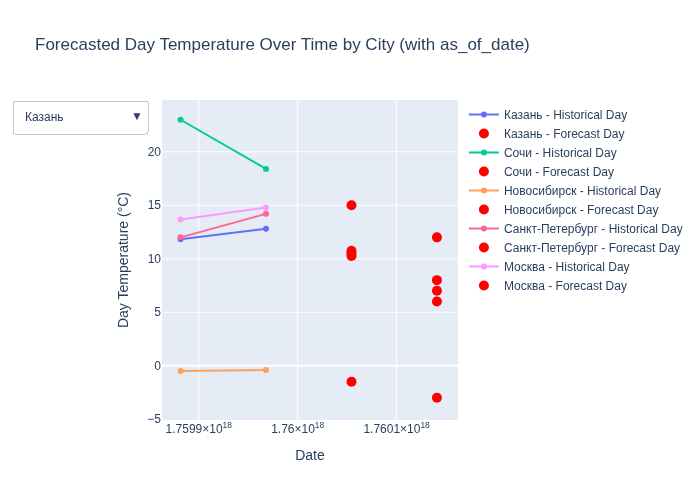 Forecasted Day Temperature Over Time by City (with as_of_date)
Казань ▼
Казань - Historical Day
Казань - Forecast Day
Сочи - Historical Day
Сочи - Forecast Day
Новосибирск - Historical Day
Новосибирск - Forecast Day
Санкт-Петербург - Historical Day
Санкт-Петербург - Forecast Day
Москва - Historical Day
Москва - Forecast Day
Day Temperature (°C)
20
15
10
5
0
−5
1.7599×10¹⁸ 1.76×10¹⁸ 1.7601×10¹⁸
Date